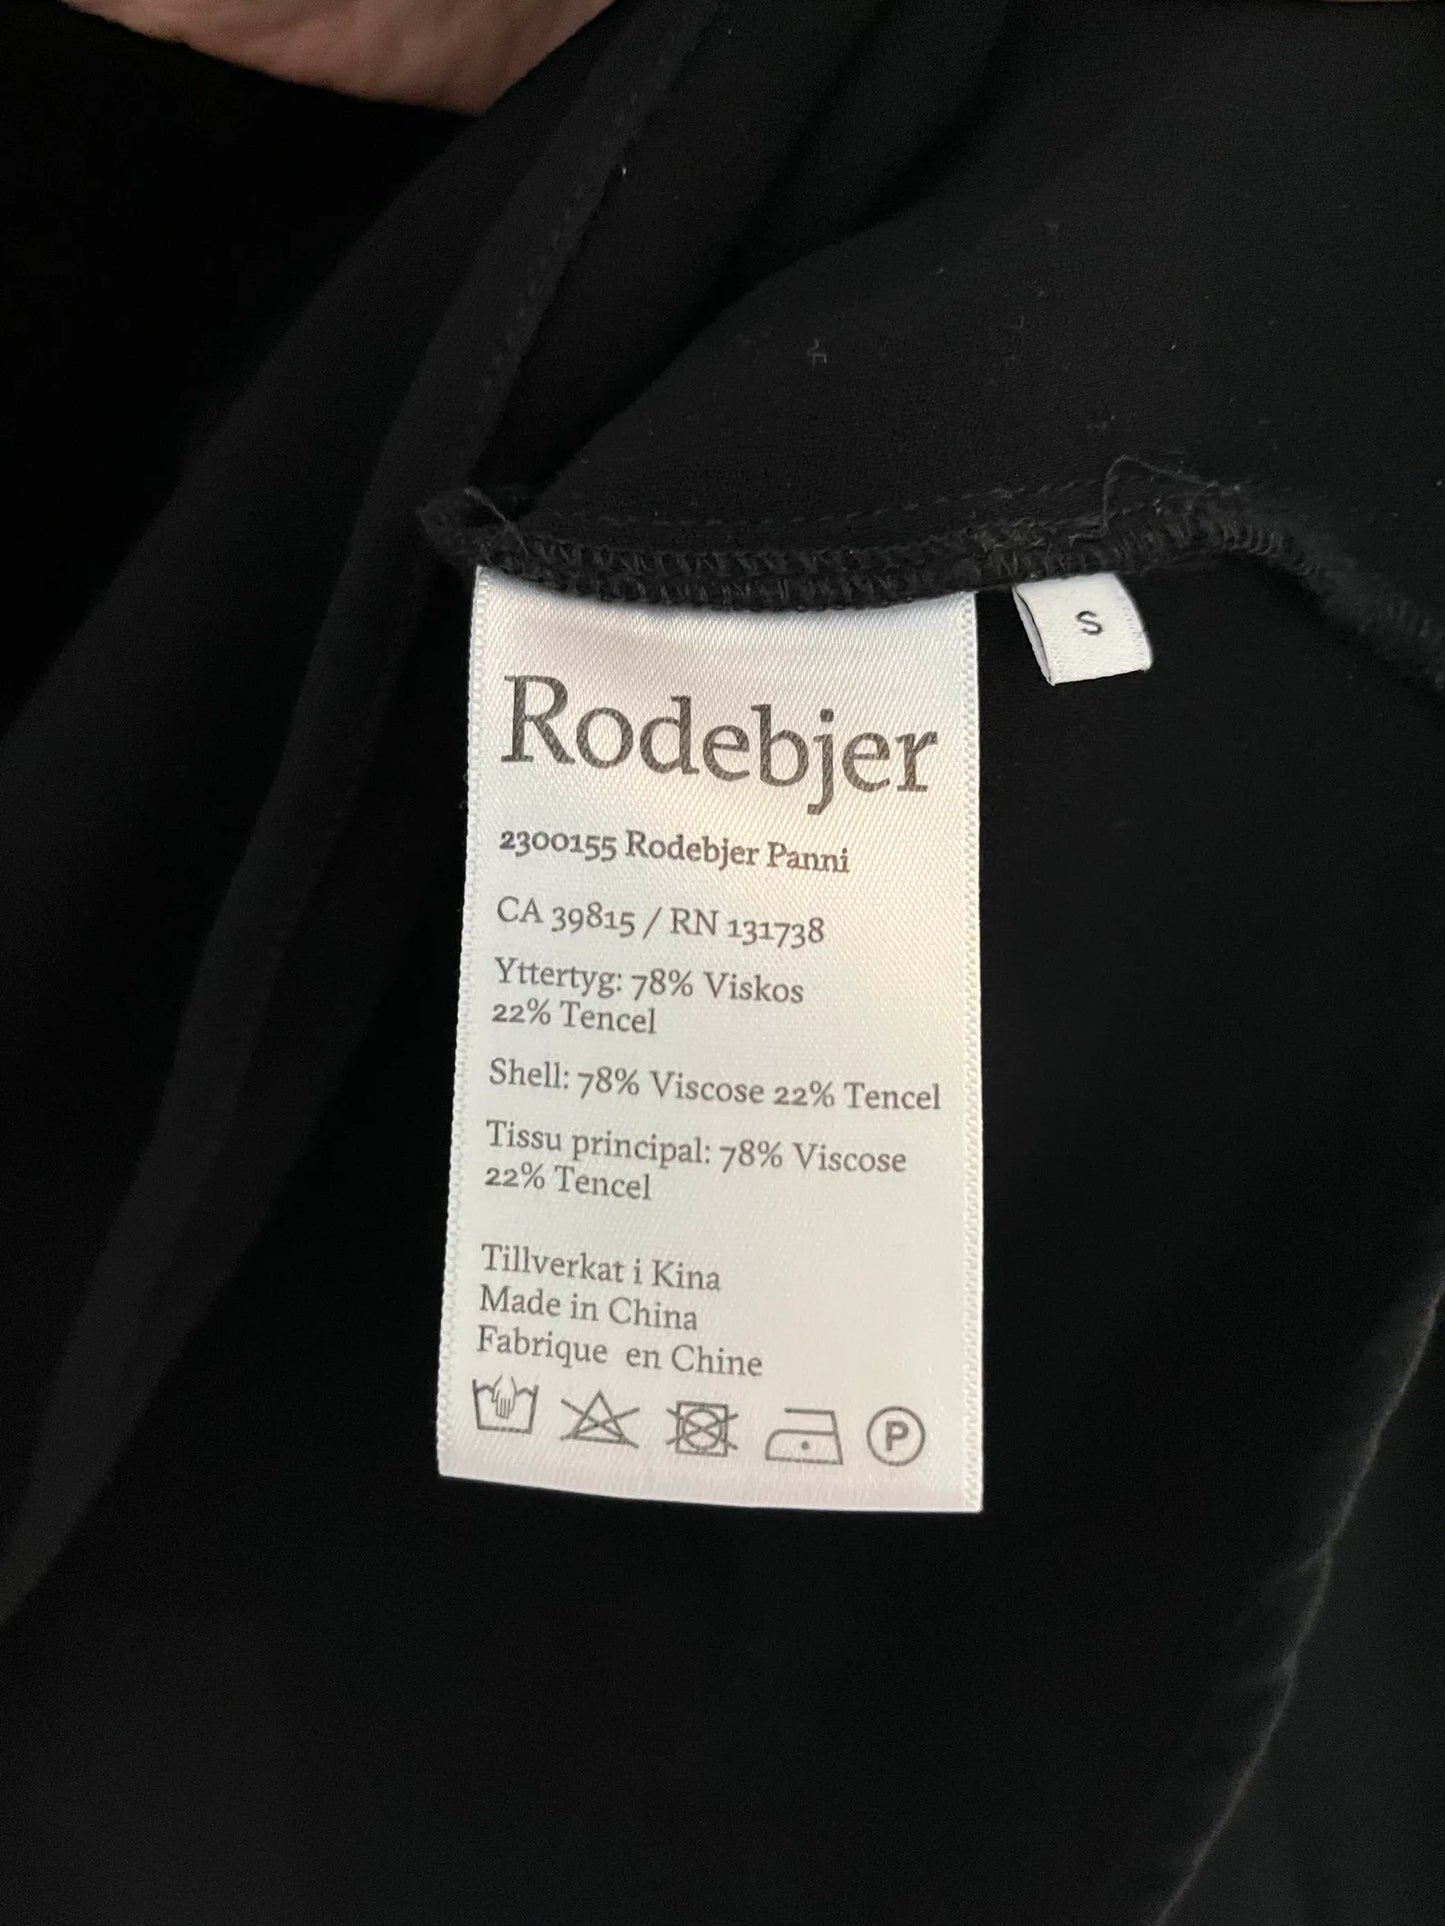 S
Rodebjer
2300155 Rodebjer Panni
CA 39815 / RN 131738
Yttertyg: 78% Viskos
22% Tencel
Shell: 78% Viscose 22% Tencel
Tissu principal: 78% Viscose
22% Tencel
Tillverkat i Kina
Made in China
Fabrique en Chine
P